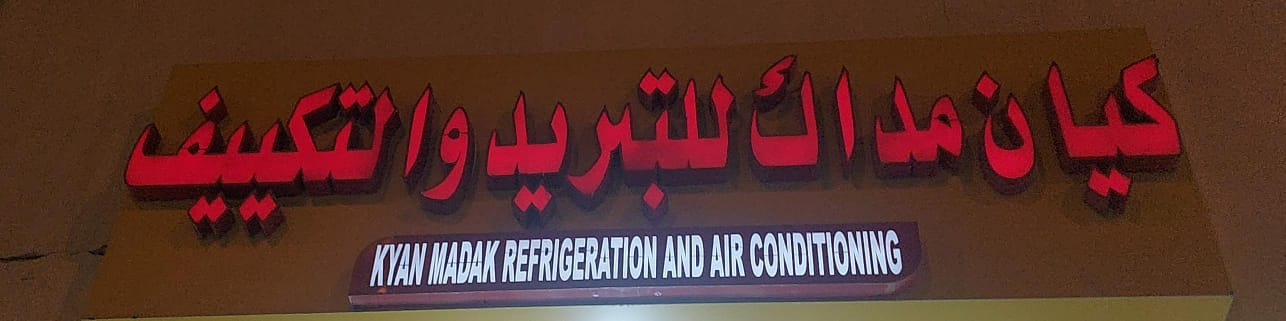 كيان مداك للتبريد والتكييف
KYAN MADAK REFRIGERATION AND AIR CONDITIONING